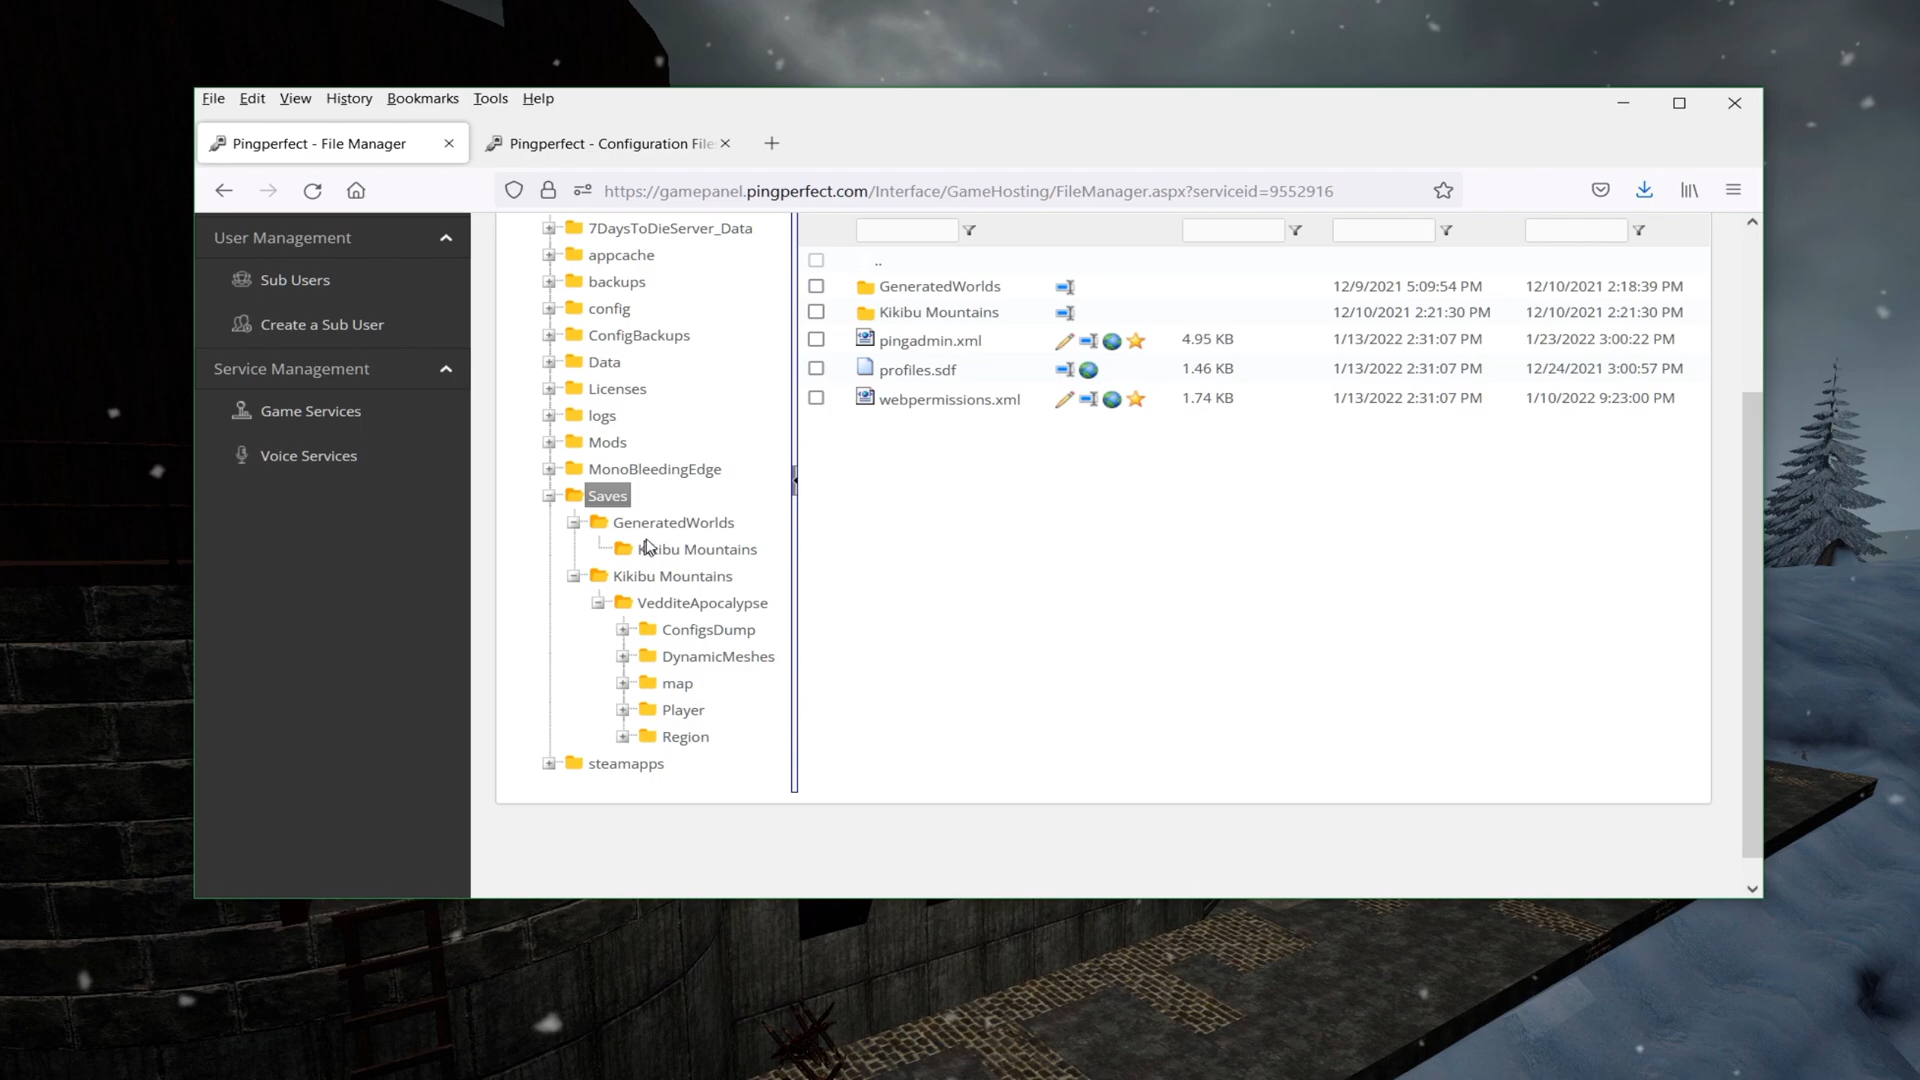 File Edit View History Bookmarks Tools Help
Pingperfect - File Manager
Pingperfect - Configuration File
https://gamepanel.pingperfect.com/Interface/GameHosting/FileManager.aspx?serviceid=9552916
User Management
Sub Users
Create a Sub User
Service Management
Game Services
Voice Services
7DaysToDieServer_Data
appcache
backups
config
ConfigBackups
Data
Licenses
logs
Mods
MonoBleedingEdge
Saves
GeneratedWorlds
Kikibu Mountains
Kikibu Mountains
VedditeApocalypse
ConfigsDump
DynamicMeshes
map
Player
Region
steamapps
..
GeneratedWorlds 12/9/2021 5:09:54 PM 12/10/2021 2:18:39 PM
Kikibu Mountains 12/10/2021 2:21:30 PM 12/10/2021 2:21:30 PM
pingadmin.xml 4.95 KB 1/13/2022 2:31:07 PM 1/23/2022 3:00:22 PM
profiles.sdf 1.46 KB 1/13/2022 2:31:07 PM 12/24/2021 3:00:57 PM
webpermissions.xml 1.74 KB 1/13/2022 2:31:07 PM 1/10/2022 9:23:00 PM